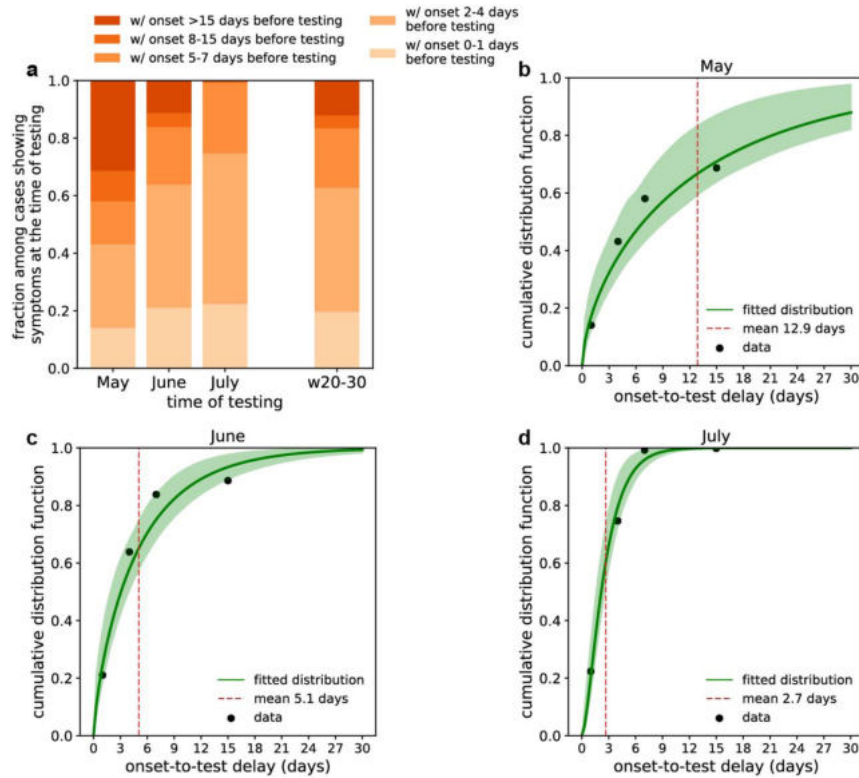 w/ onset >15 days before testing
w/ onset 8-15 days before testing
w/ onset 5-7 days before testing
w/ onset 2-4 days
before testing
w/ onset 0-1 days
before testing
a
fraction among cases showing
symptoms at the time of testing
1.0
0.8
0.6
0.4
0.2
0.0
May
June
July
w20-30
time of testing
b
May
cumulative distribution function
1.0
0.8
0.6
0.4
0.2
0.0
fitted distribution
mean 12.9 days
data
0 3 6 9 12 15 18 21 24 27 30
onset-to-test delay (days)
c
June
cumulative distribution function
1.0
0.8
0.6
0.4
0.2
0.0
fitted distribution
mean 5.1 days
data
0 3 6 9 12 15 18 21 24 27 30
onset-to-test delay (days)
d
July
cumulative distribution function
1.0
0.8
0.6
0.4
0.2
0.0
fitted distribution
mean 2.7 days
data
0 3 6 9 12 15 18 21 24 27 30
onset-to-test delay (days)